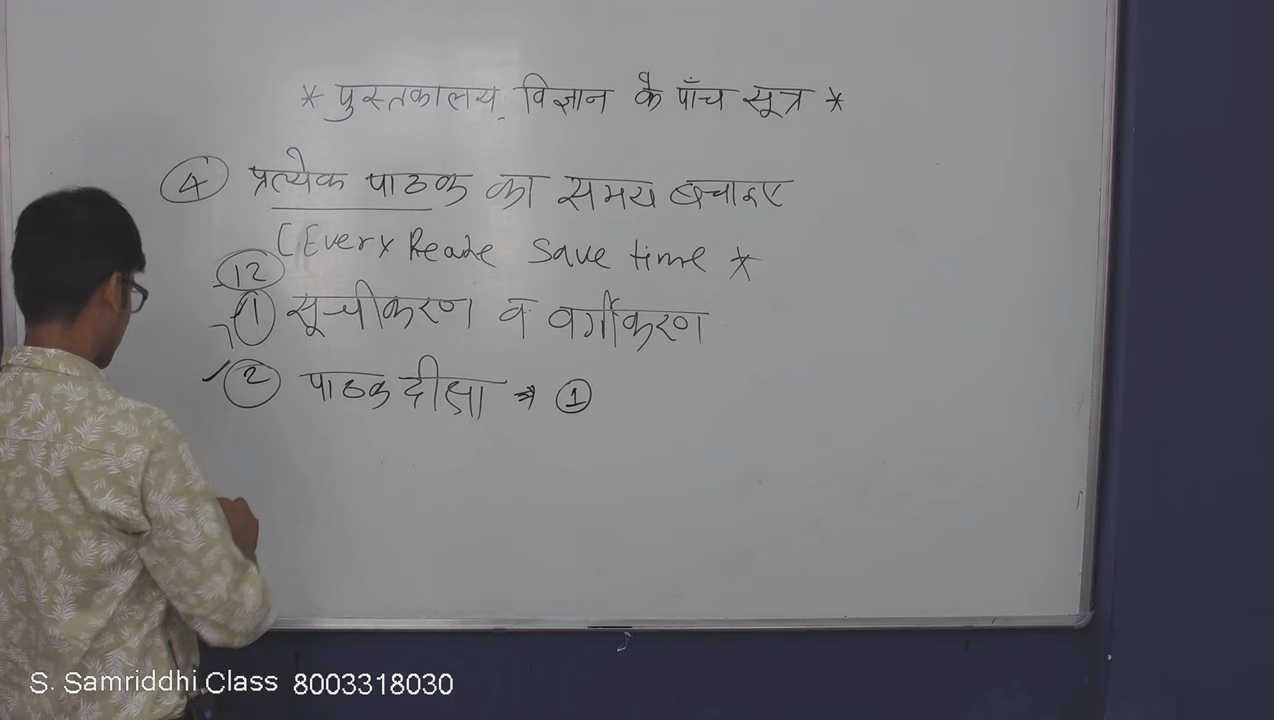 * पुस्तकालय विज्ञान के पाँच सूत्र *
④ प्रत्येक पाठक का समय बचाइए
[Every Reade Save time *
12
① सूचीकरण व वर्गीकरण
② पाठक दीक्षा ⇒ ①
S. Samriddhi Class 8003318030